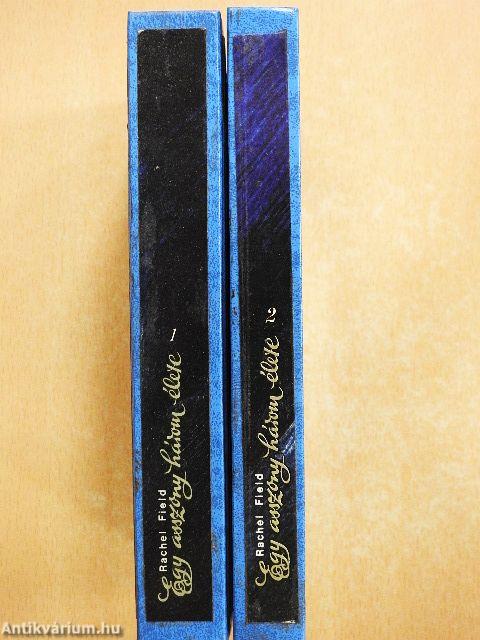 Rachel Field
Egy asszony három élete
1
Rachel Field
Egy asszony három élete
2
Antikvárium.hu